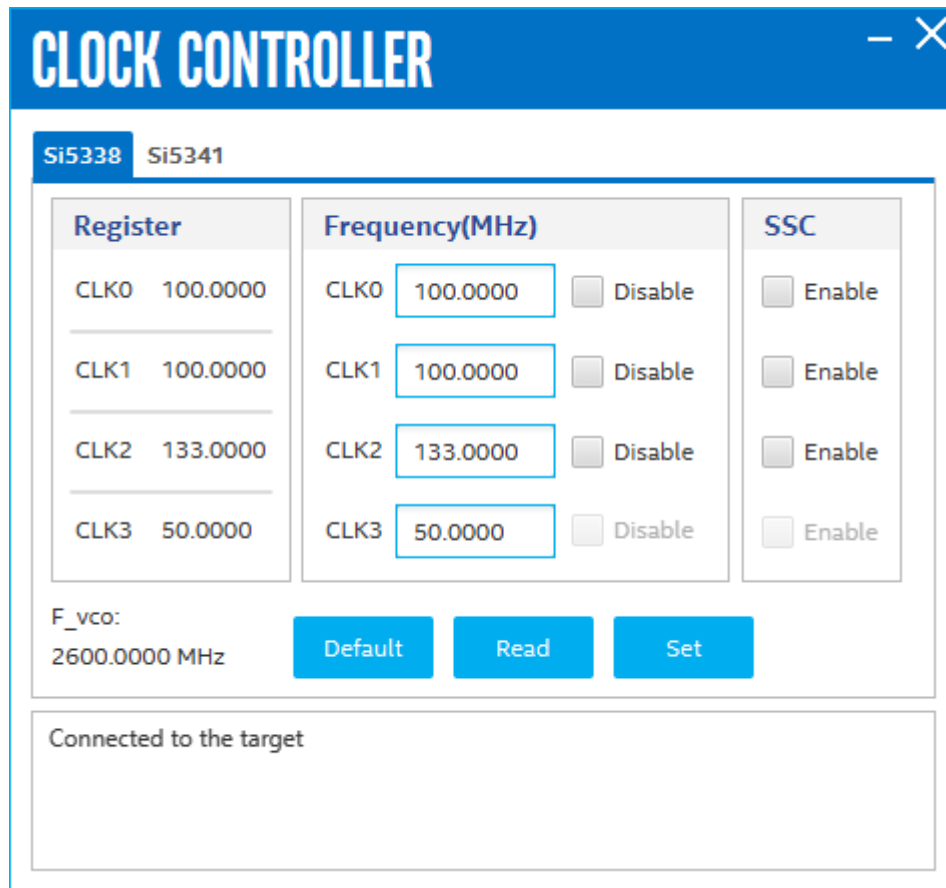 CLOCK CONTROLLER
Si5338 Si5341
Register Frequency(MHz) SSC
CLK0 100.0000 CLK0 100.0000 Disable Enable
CLK1 100.0000 CLK1 100.0000 Disable Enable
CLK2 133.0000 CLK2 133.0000 Disable Enable
CLK3 50.0000 CLK3 50.0000 Disable Enable
F_vco:
2600.0000 MHz Default Read Set
Connected to the target